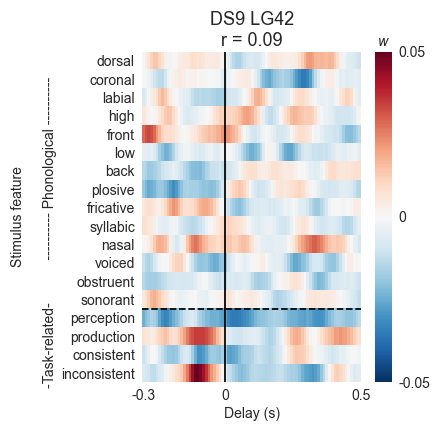 DS9 LG42
r = 0.09
w
dorsal
coronal
labial
high
front
low
back
plosive
fricative
syllabic
nasal
voiced
obstruent
sonorant
perception
production
consistent
inconsistent
Stimulus feature
-Task-related- ---------- Phonological ----------
-0.3 0 0.5
Delay (s)
0.05
0
-0.05